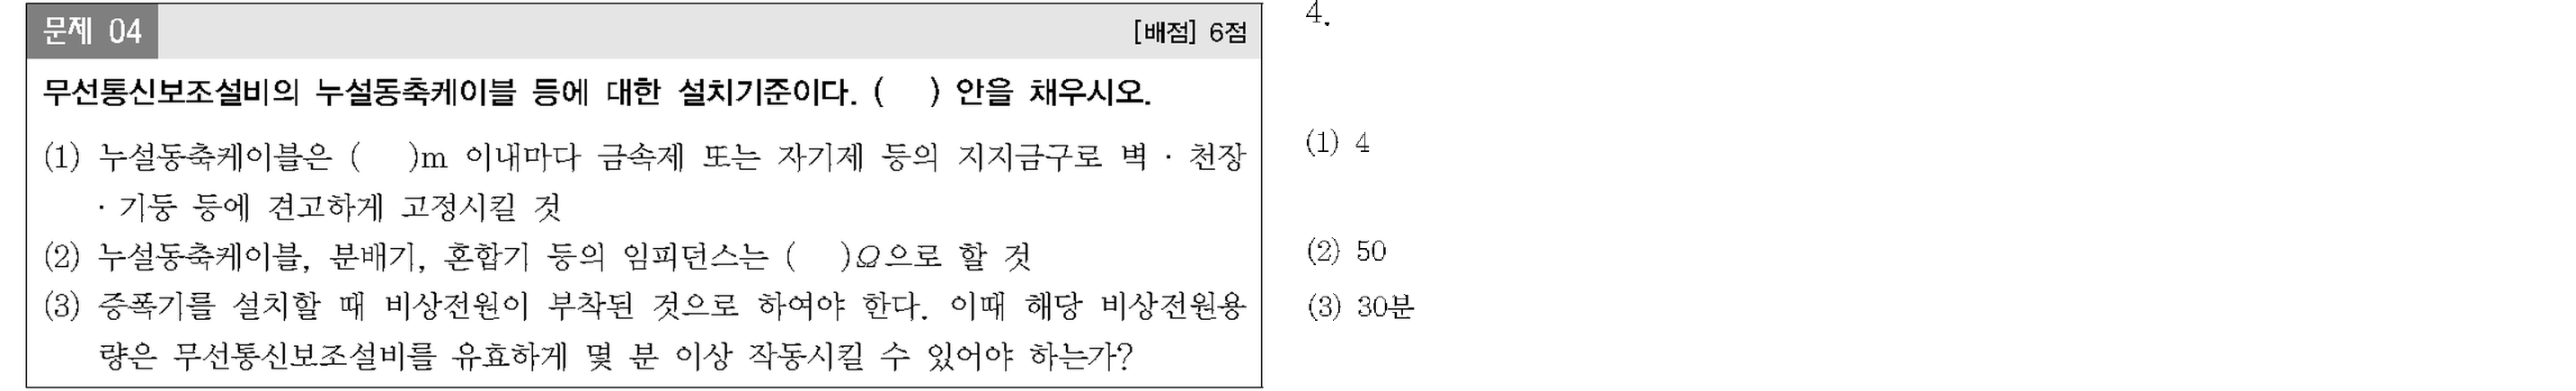 문제 04
[배점] 6점
무선통신보조설비의 누설동축케이블 등에 대한 설치기준이다. (  ) 안을 채우시오.
(1) 누설동축케이블은 (  )m 이내마다 금속제 또는 자기제 등의 지지금구로 벽·천장
·기둥 등에 견고하게 고정시킬 것
(2) 누설동축케이블, 분배기, 혼합기 등의 임피던스는 (  )Ω으로 할 것
(3) 증폭기를 설치할 때 비상전원이 부착된 것으로 하여야 한다. 이때 해당 비상전원용
량은 무선통신보조설비를 유효하게 몇 분 이상 작동시킬 수 있어야 하는가?
4.
(1) 4
(2) 50
(3) 30분